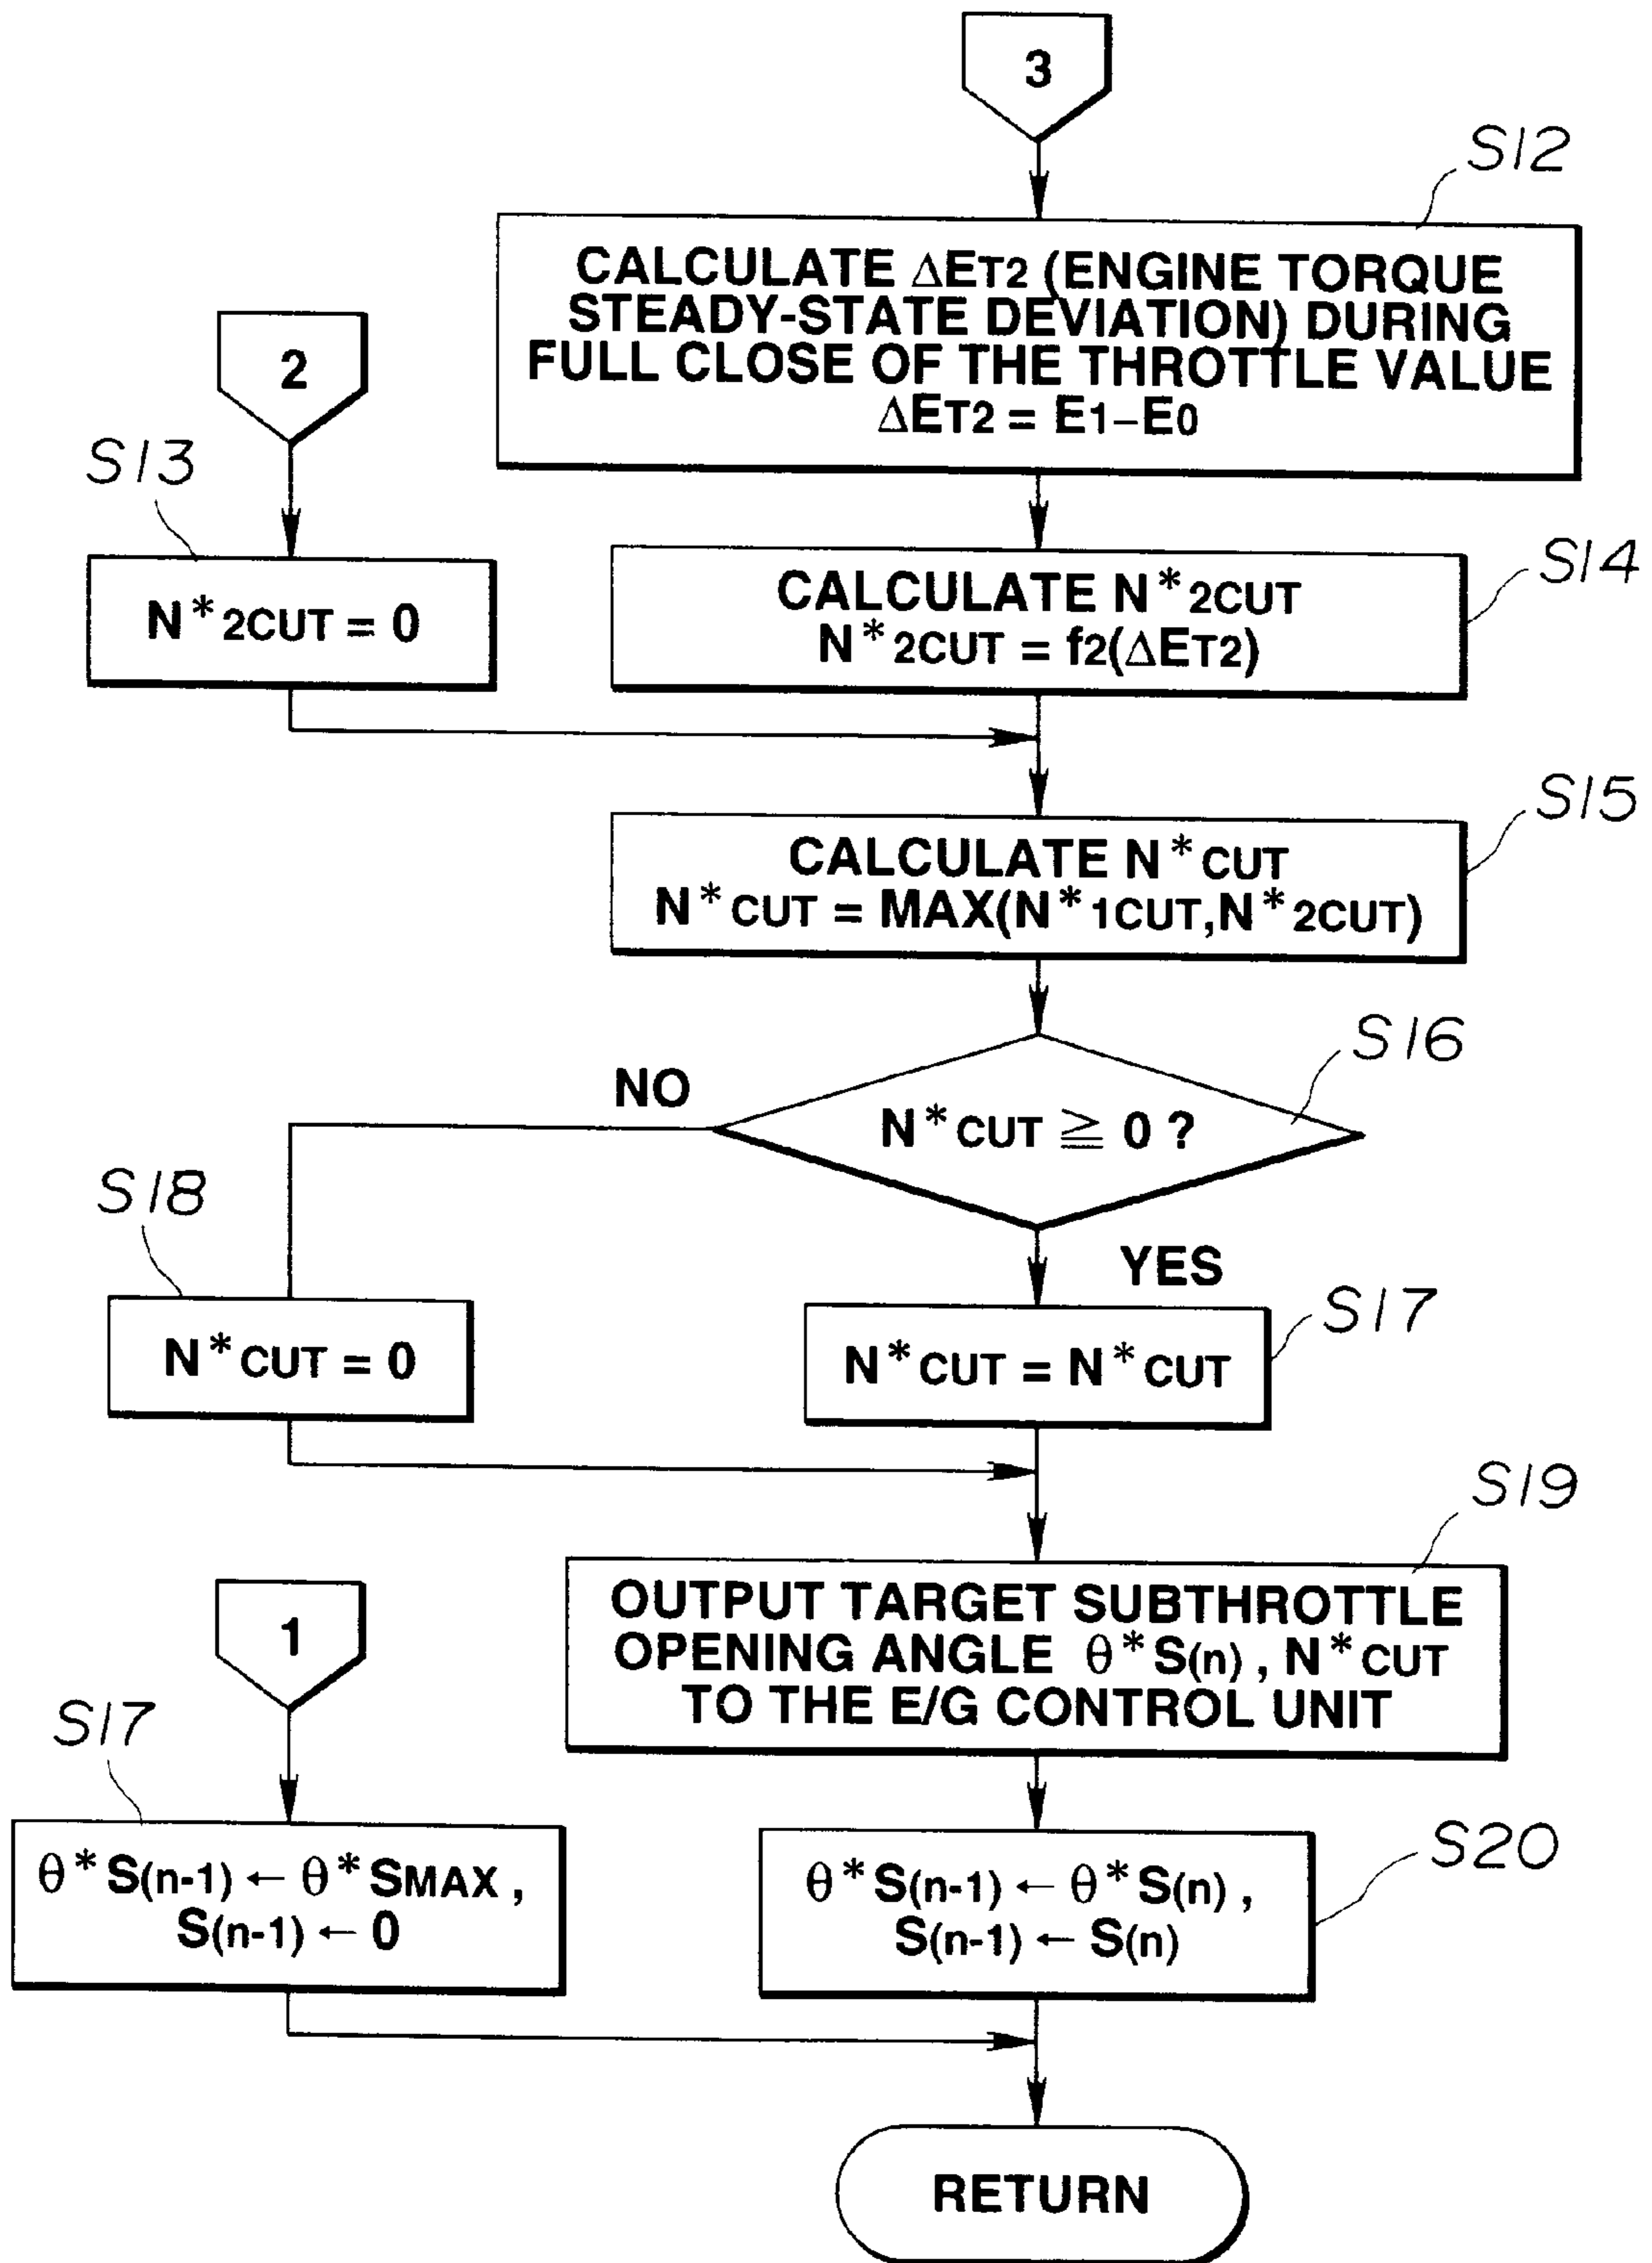 3
S12
CALCULATE ΔET2 (ENGINE TORQUE
STEADY-STATE DEVIATION) DURING
FULL CLOSE OF THE THROTTLE VALUE
ΔET2 = E1–E0
2
S13
N*2CUT = 0
S14
CALCULATE N*2CUT
N*2CUT = f2(ΔET2)
S15
CALCULATE N*CUT
N*CUT = MAX(N*1CUT,N*2CUT)
S16
N*CUT ≧ 0 ?
NO
YES
S18
N*CUT = 0
S17
N*CUT = N*CUT
S19
OUTPUT TARGET SUBTHROTTLE
OPENING ANGLE θ*S(n) , N*CUT
TO THE E/G CONTROL UNIT
1
S17
θ*S(n-1) ← θ*SMAX ,
S(n-1) ← 0
S20
θ*S(n-1) ← θ*S(n) ,
S(n-1) ← S(n)
RETURN